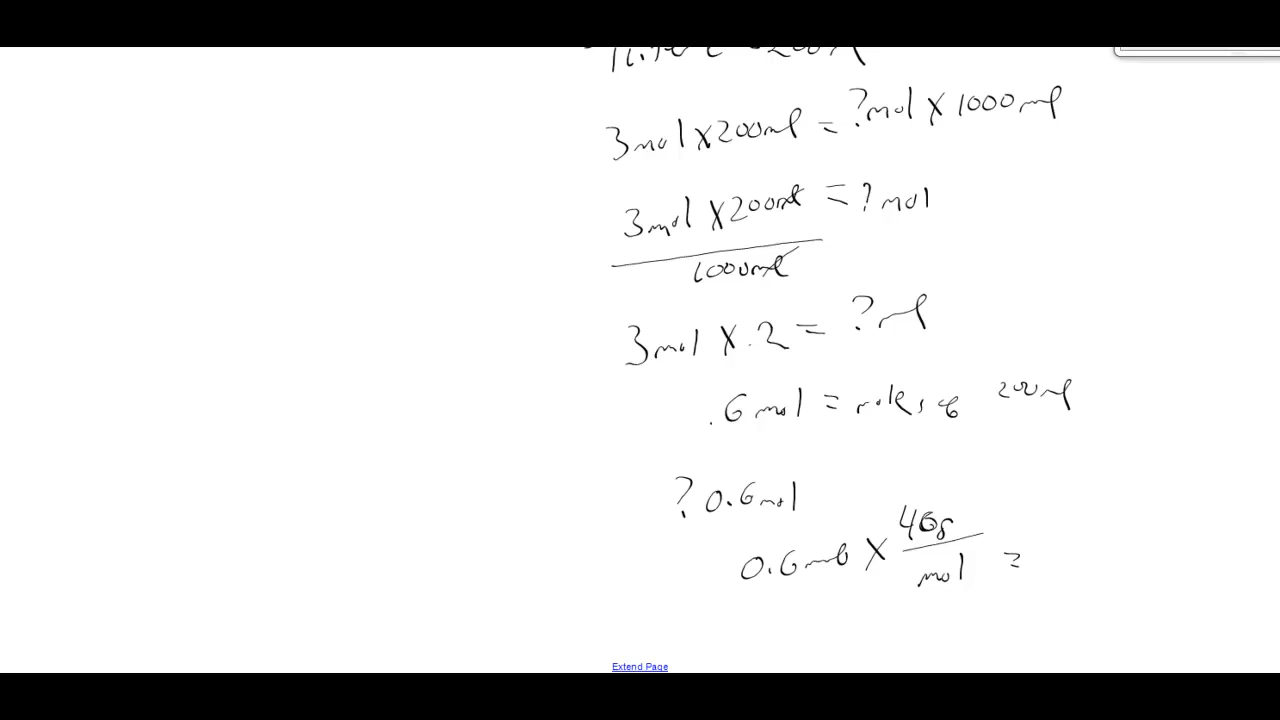 3mol x 200ml = ?mol x 1000ml
3mol x 200ml = ?mol
1000ml
3mol x .2 = ?ml
.6mol = moles of 200ml
? 0.6mol
0.6mol x 40g =
mol
Extend Page